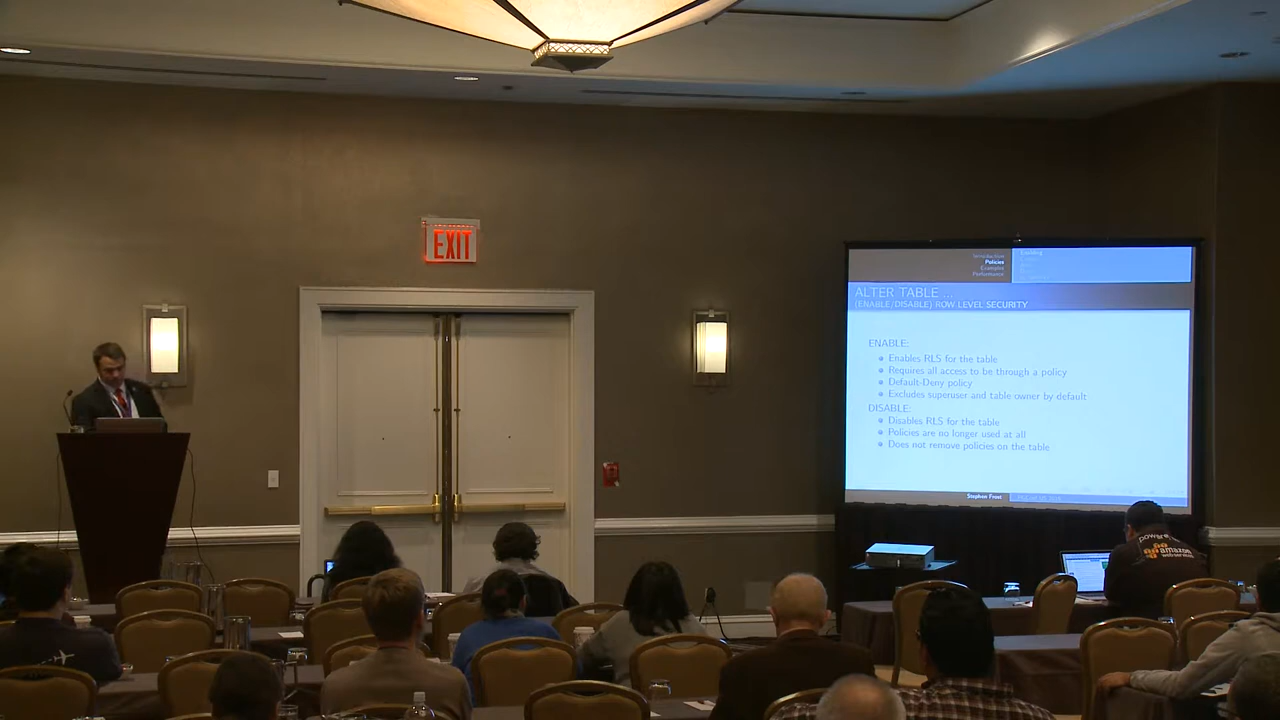 EXIT
Introduction
Policies
Examples
Performance
ALTER TABLE ...
(ENABLE/DISABLE) ROW LEVEL SECURITY
ENABLE:
Enables RLS for the table
Requires all access to be through a policy
Default-Deny policy
Excludes superuser and table owner by default
DISABLE:
Disables RLS for the table
Policies are no longer used at all
Does not remove policies on the table
Stephen Frost
powered
amazon